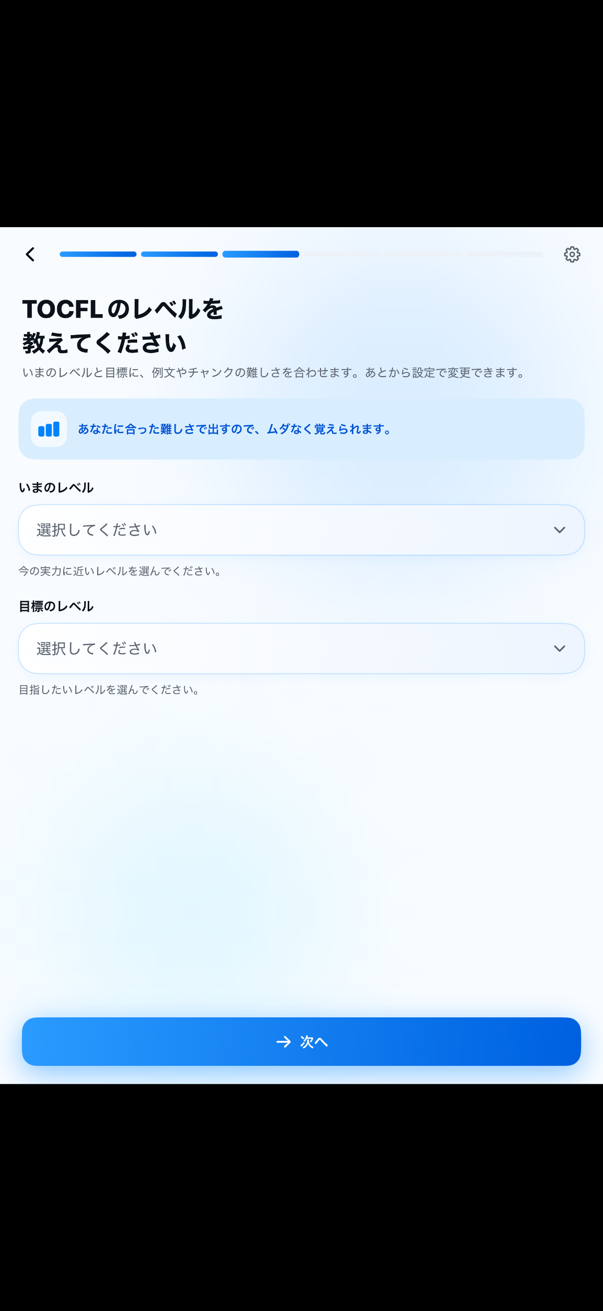 TOCFLのレベルを
教えてください
いまのレベルと目標に、例文やチャンクの難しさを合わせます。あとから設定で変更できます。
あなたに合った難しさで出すので、ムダなく覚えられます。
いまのレベル
選択してください
今の実力に近いレベルを選んでください。
目標のレベル
選択してください
目指したいレベルを選んでください。
次へ